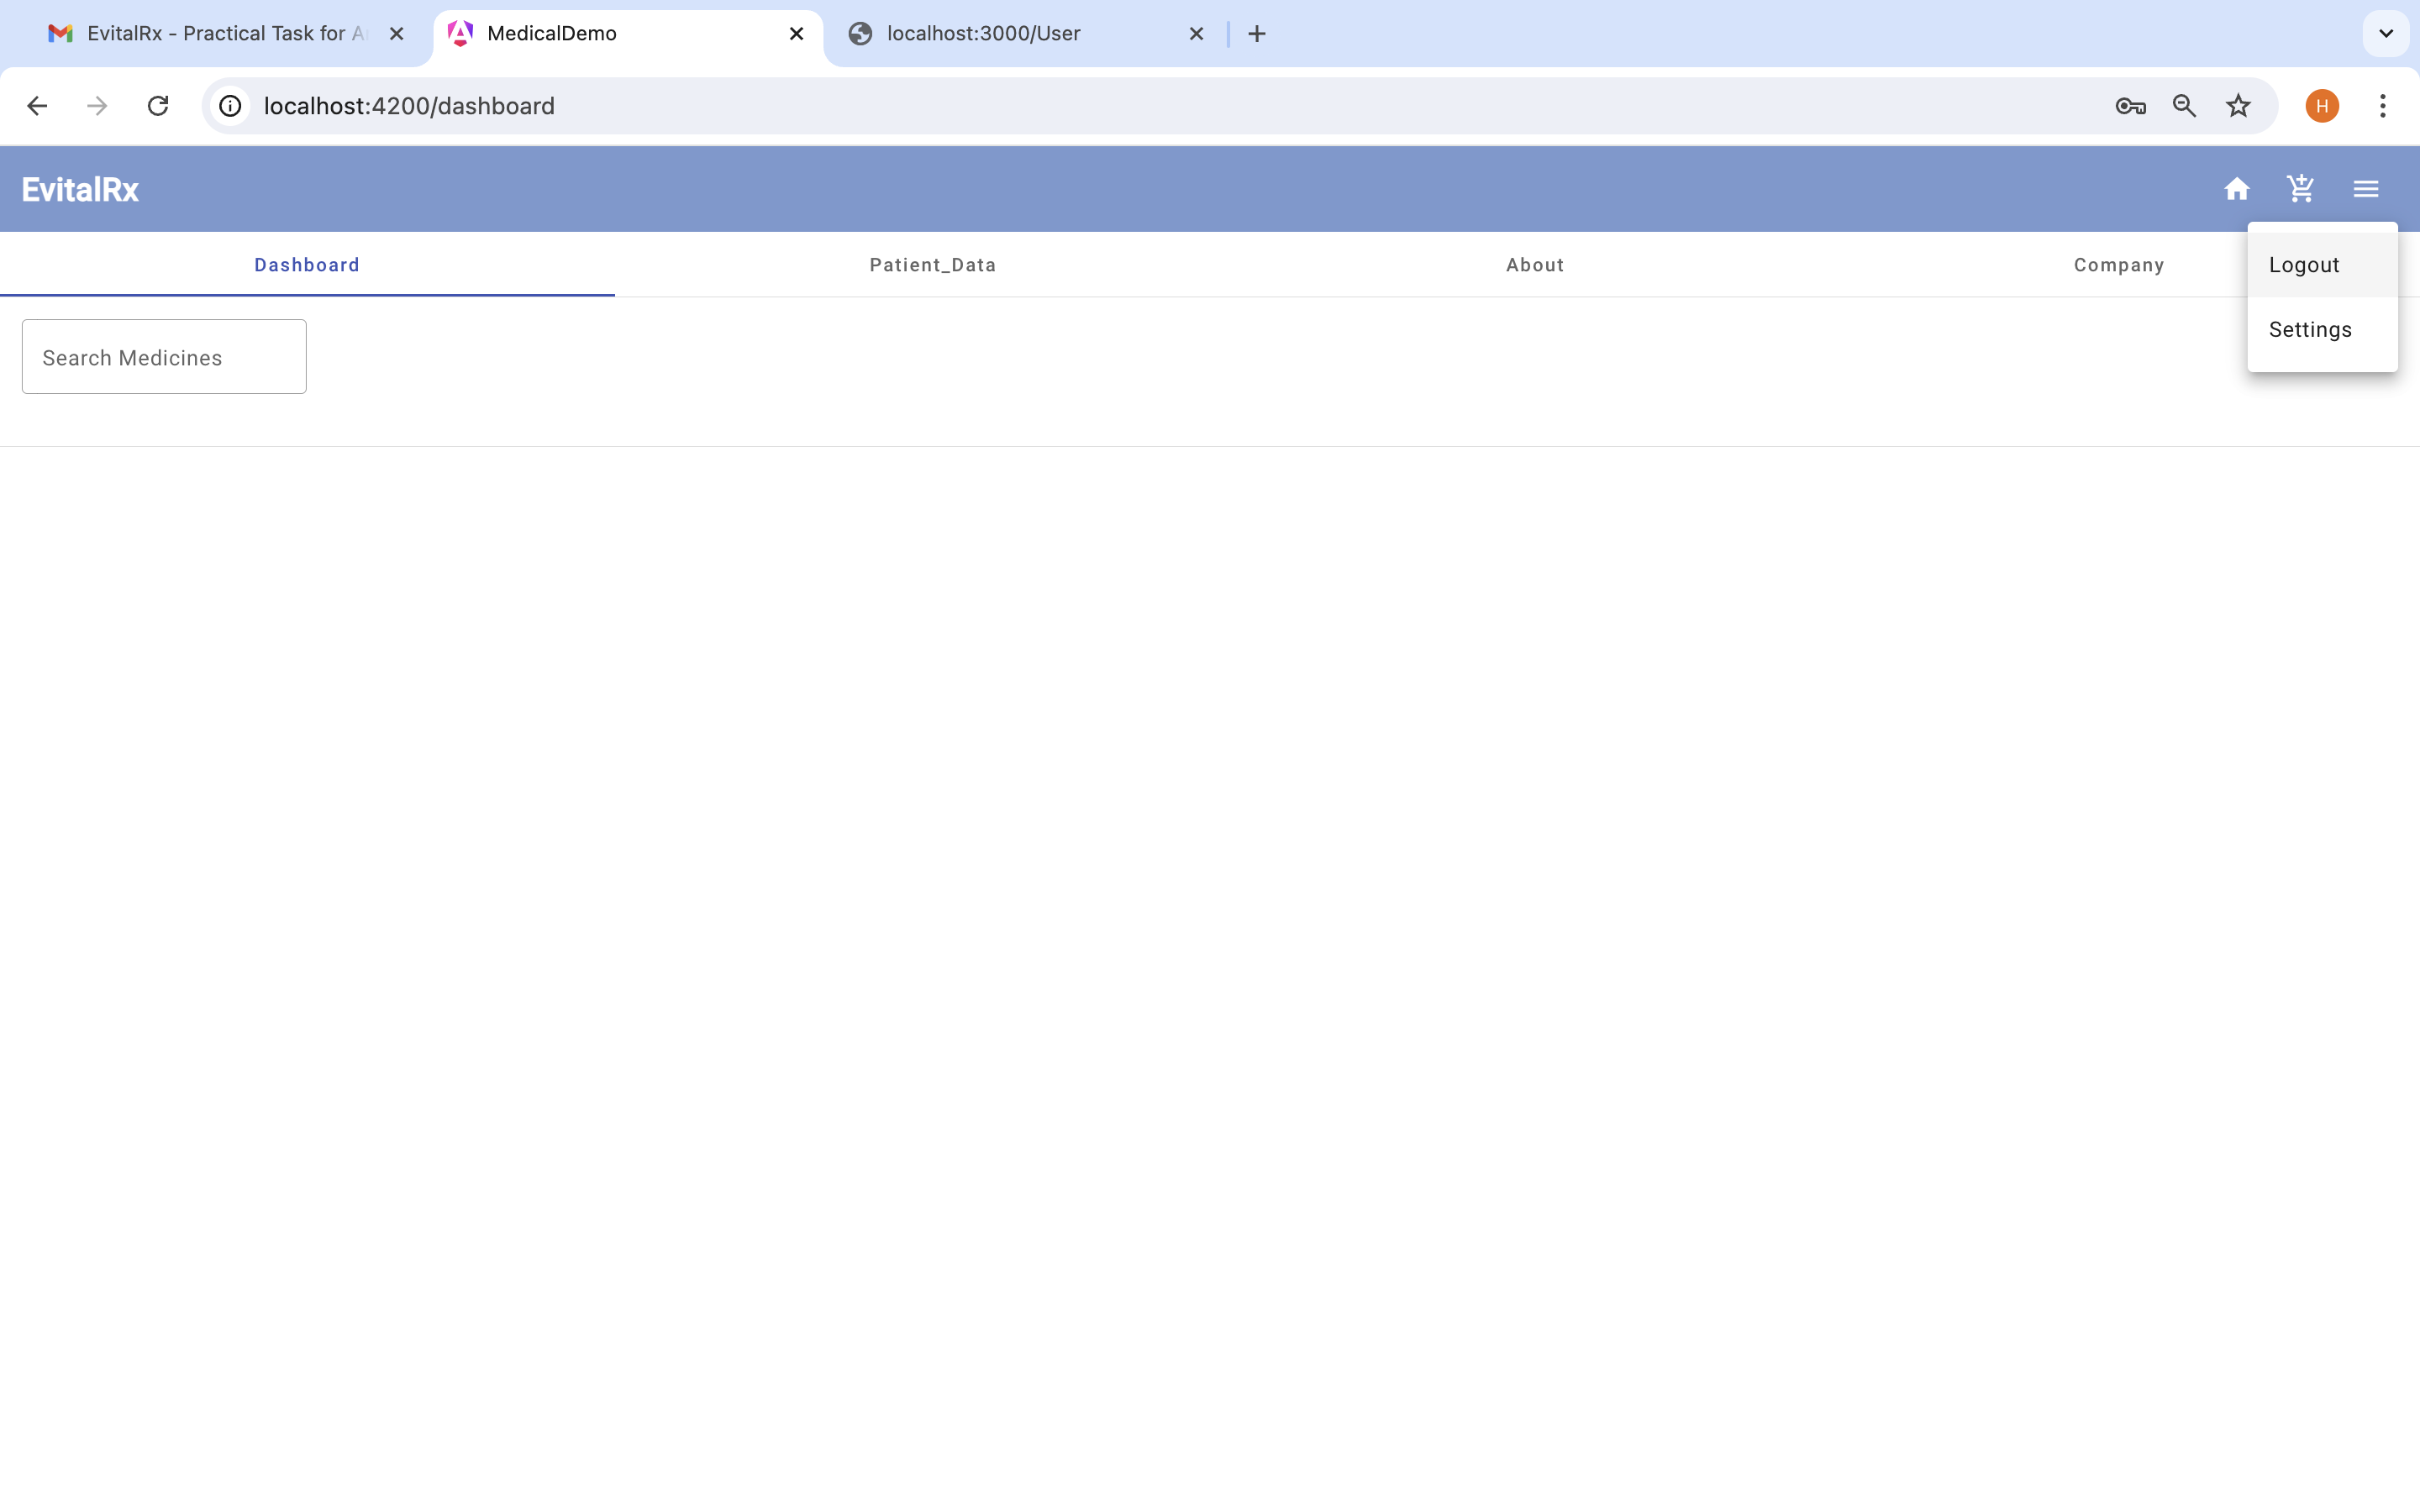 EvitalRx - Practical Task for A
MedicalDemo
localhost:3000/User
localhost:4200/dashboard
H
EvitalRx
Dashboard
Patient_Data
About
Company
Logout
Settings
Search Medicines